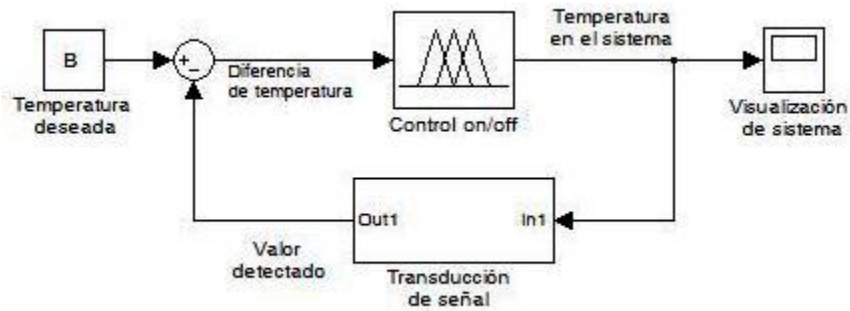 B
Temperatura
deseada
+
-
Diferencia
de temperatura
Control on/off
Temperatura
en el sistema
Visualización
de sistema
Out1
In1
Valor
detectado
Transducción
de señal